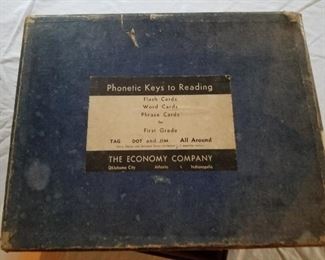 Phonetic Keys to Reading
Flash Cards
Word Cards
Phrase Cards
for
First Grade
TAG DOT and JIM All Around
THE ECONOMY COMPANY
Oklahoma City Atlanta Indianapolis